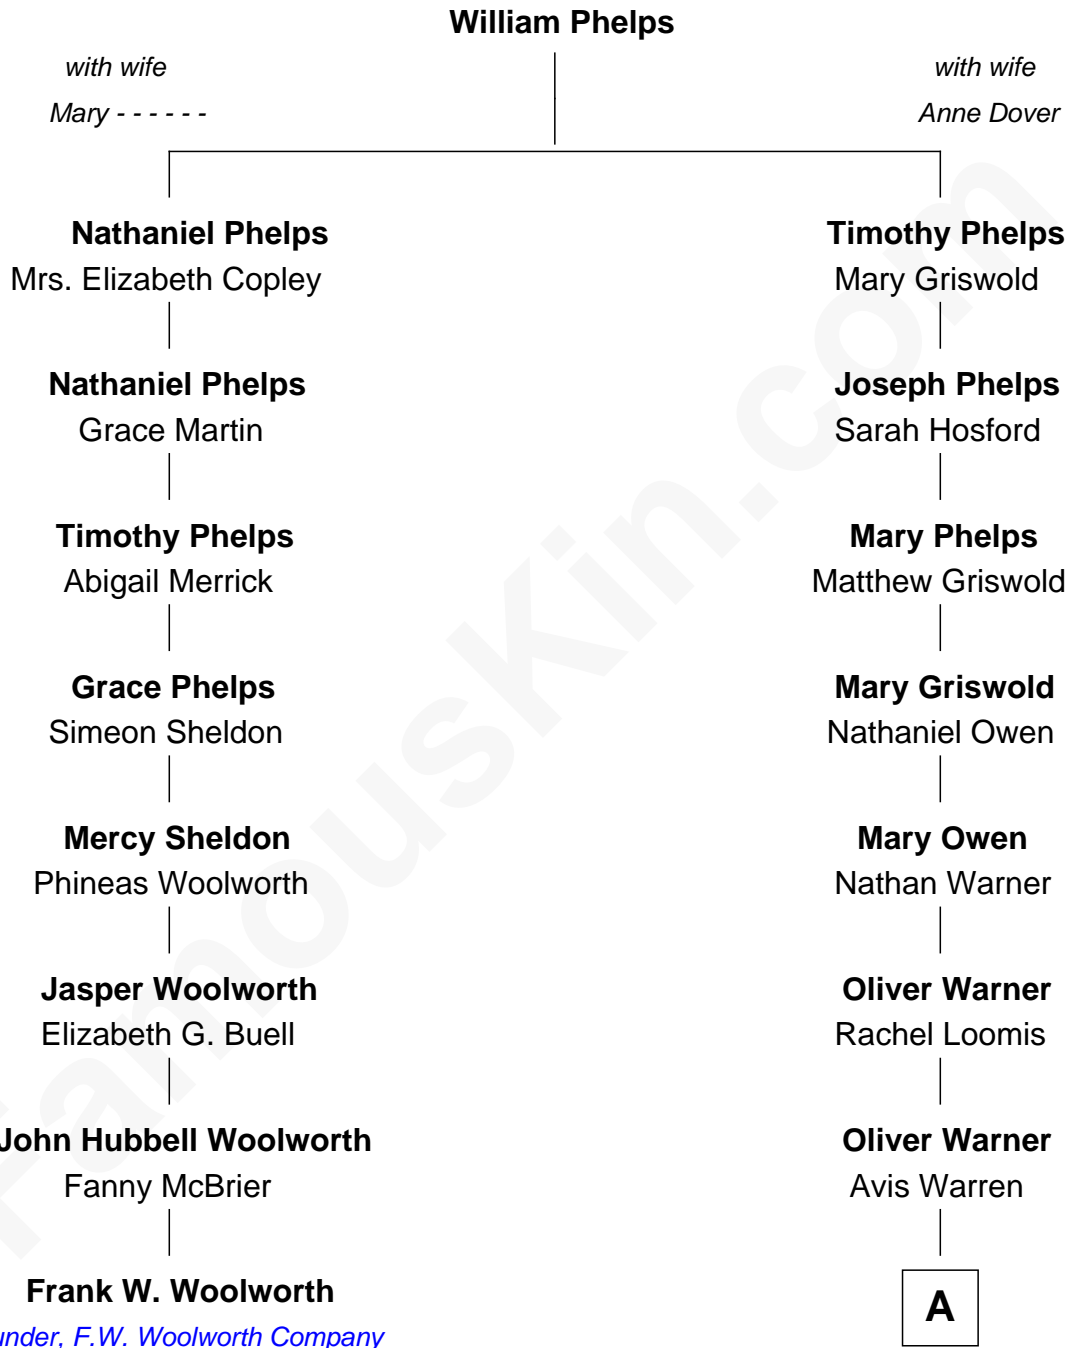 William Phelps
with wife
Mary - - - - - -
with wife
Anne Dover
Nathaniel Phelps
Mrs. Elizabeth Copley
Timothy Phelps
Mary Griswold
Nathaniel Phelps
Grace Martin
Joseph Phelps
Sarah Hosford
Timothy Phelps
Abigail Merrick
Mary Phelps
Matthew Griswold
Grace Phelps
Simeon Sheldon
Mary Griswold
Nathaniel Owen
Mercy Sheldon
Phineas Woolworth
Mary Owen
Nathan Warner
Jasper Woolworth
Elizabeth G. Buell
Oliver Warner
Rachel Loomis
John Hubbell Woolworth
Fanny McBrier
Oliver Warner
Avis Warren
Frank W. Woolworth
under, F.W. Woolworth Company
A
FamousKin.com